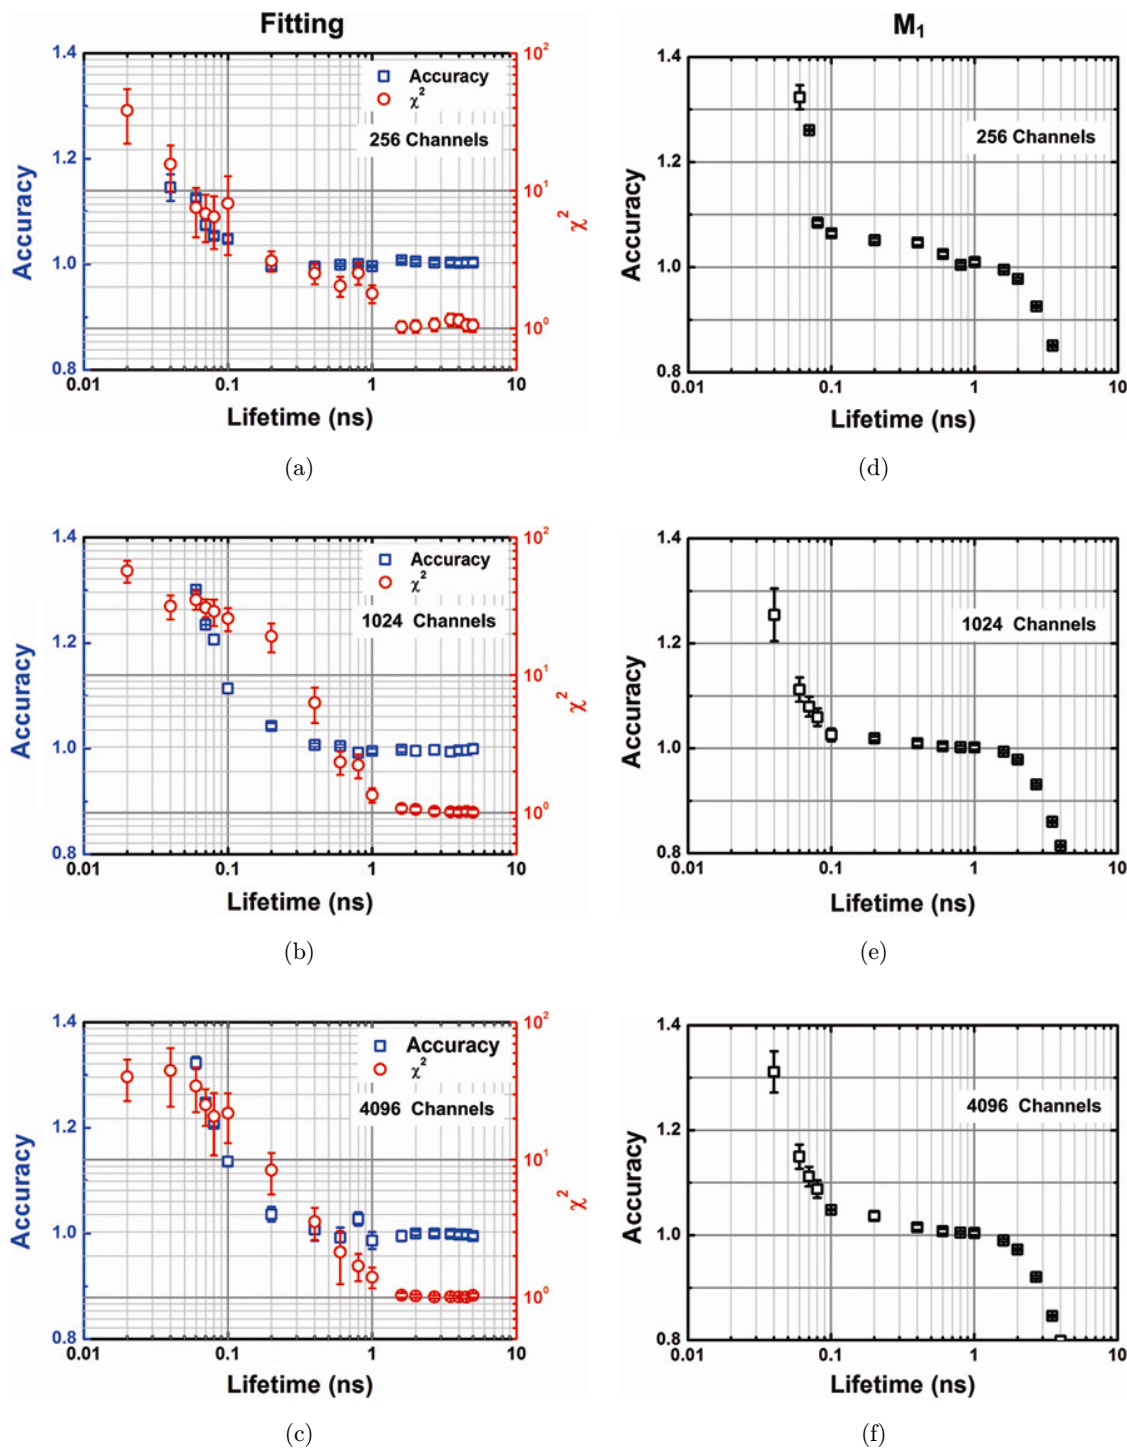 Fitting
1.4
1.2
1.0
0.8
Accuracy
10²
10¹
10⁰
χ²
Accuracy
χ²
256 Channels
0.01
0.1
1
10
Lifetime (ns)
(a)
M₁
1.4
1.2
1.0
0.8
Accuracy
256 Channels
0.01
0.1
1
10
Lifetime (ns)
(d)
1.4
1.2
1.0
0.8
Accuracy
10²
10¹
10⁰
χ²
Accuracy
χ²
1024 Channels
0.01
0.1
1
10
Lifetime (ns)
(b)
1.4
1.2
1.0
0.8
Accuracy
1024 Channels
0.01
0.1
1
10
Lifetime (ns)
(e)
1.4
1.2
1.0
0.8
Accuracy
10²
10¹
10⁰
χ²
Accuracy
χ²
4096 Channels
0.01
0.1
1
10
Lifetime (ns)
(c)
1.4
1.2
1.0
0.8
Accuracy
4096 Channels
0.01
0.1
1
10
Lifetime (ns)
(f)